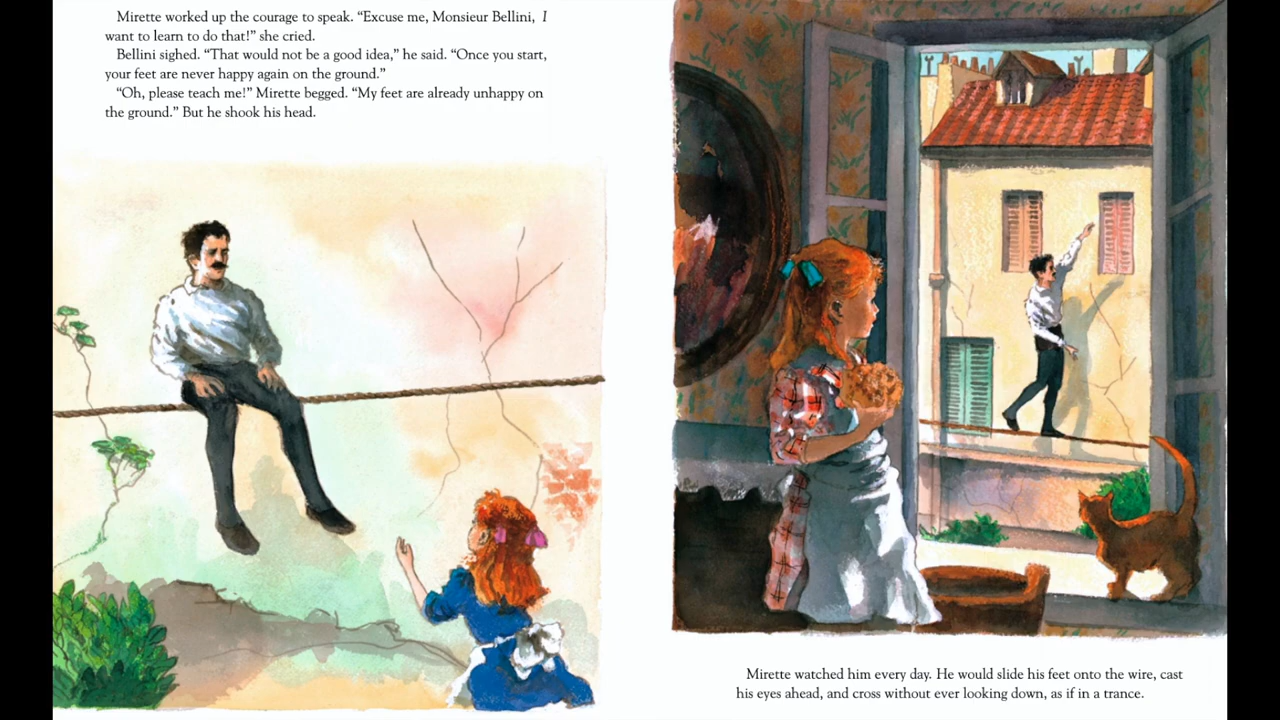 Mirette worked up the courage to speak. “Excuse me, Monsieur Bellini, I
want to learn to do that!” she cried.
Bellini sighed. “That would not be a good idea,” he said. “Once you start,
your feet are never happy again on the ground.”
“Oh, please teach me!” Mirette begged. “My feet are already unhappy on
the ground.” But he shook his head.
Mirette watched him every day. He would slide his feet onto the wire, cast
his eyes ahead, and cross without ever looking down, as if in a trance.